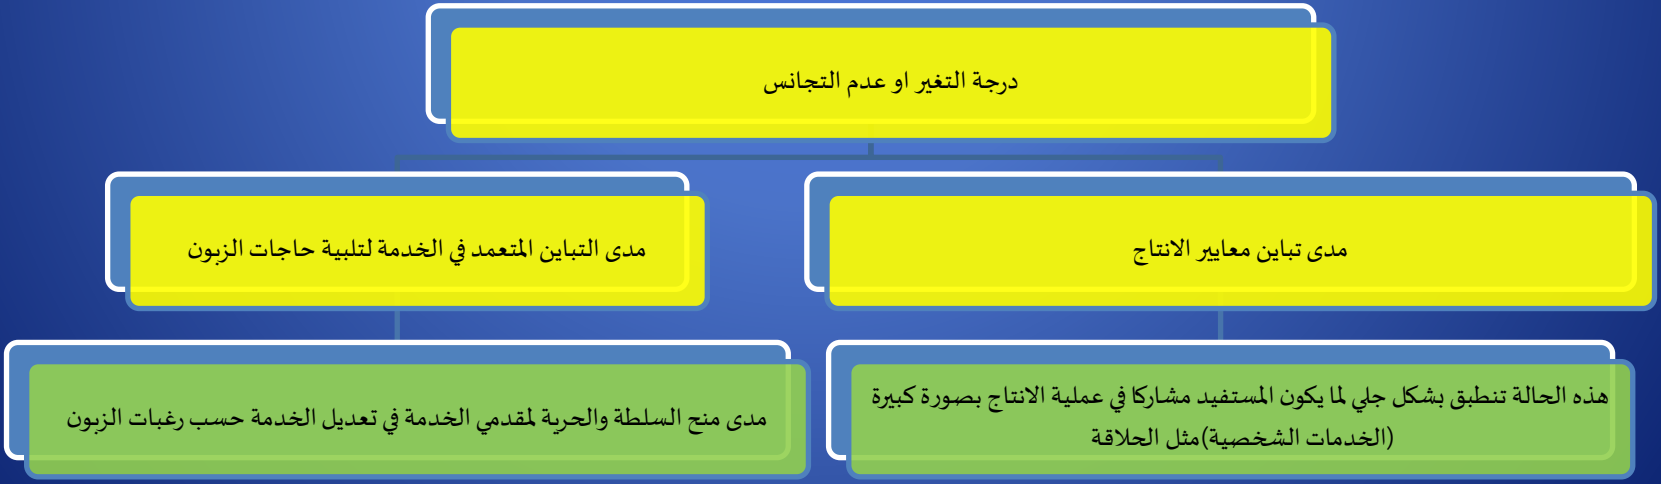 درجة التغير او عدم التجانس
مدى تباين معايير الانتاج
مدى التباين المتعمد في الخدمة لتلبية حاجات الزبون
هذه الحالة تنطبق بشكل جلي لما يكون المستفيد مشاركا في عملية الانتاج بصورة كبيرة
(الخدمات الشخصية)مثل الحلاقة
مدى منح السلطة والحرية لمقدمي الخدمة في تعديل الخدمة حسب رغبات الزبون